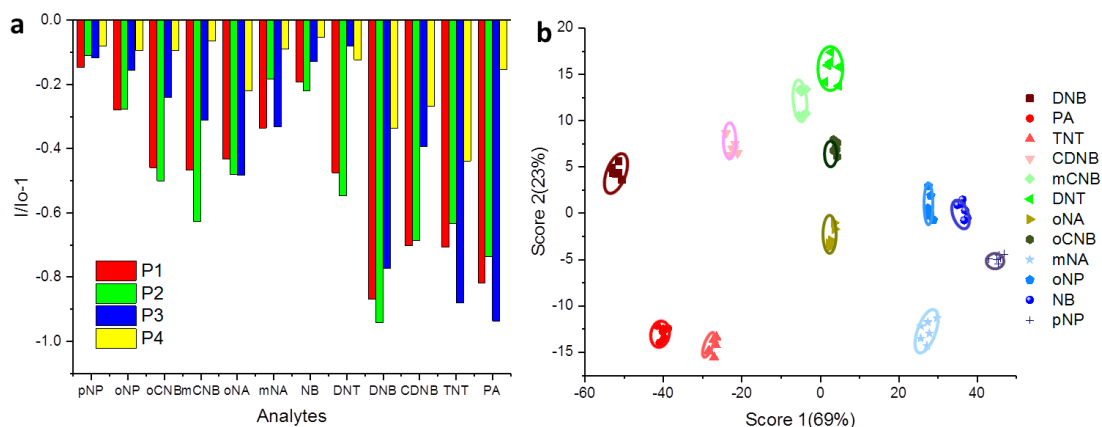 a
0.0
-0.2
-0.4
-0.6
-0.8
-1.0
I/Io-1
P1
P2
P3
P4
pNP oNP oCNB mCNB oNA mNA NB DNT DNB CDNB TNT PA
Analytes
b
20
15
10
5
0
-5
-10
-15
Score 2(23%)
-60 -40 -20 0 20 40
Score 1(69%)
DNB
PA
TNT
CDNB
mCNB
DNT
oNA
oCNB
mNA
oNP
NB
pNP